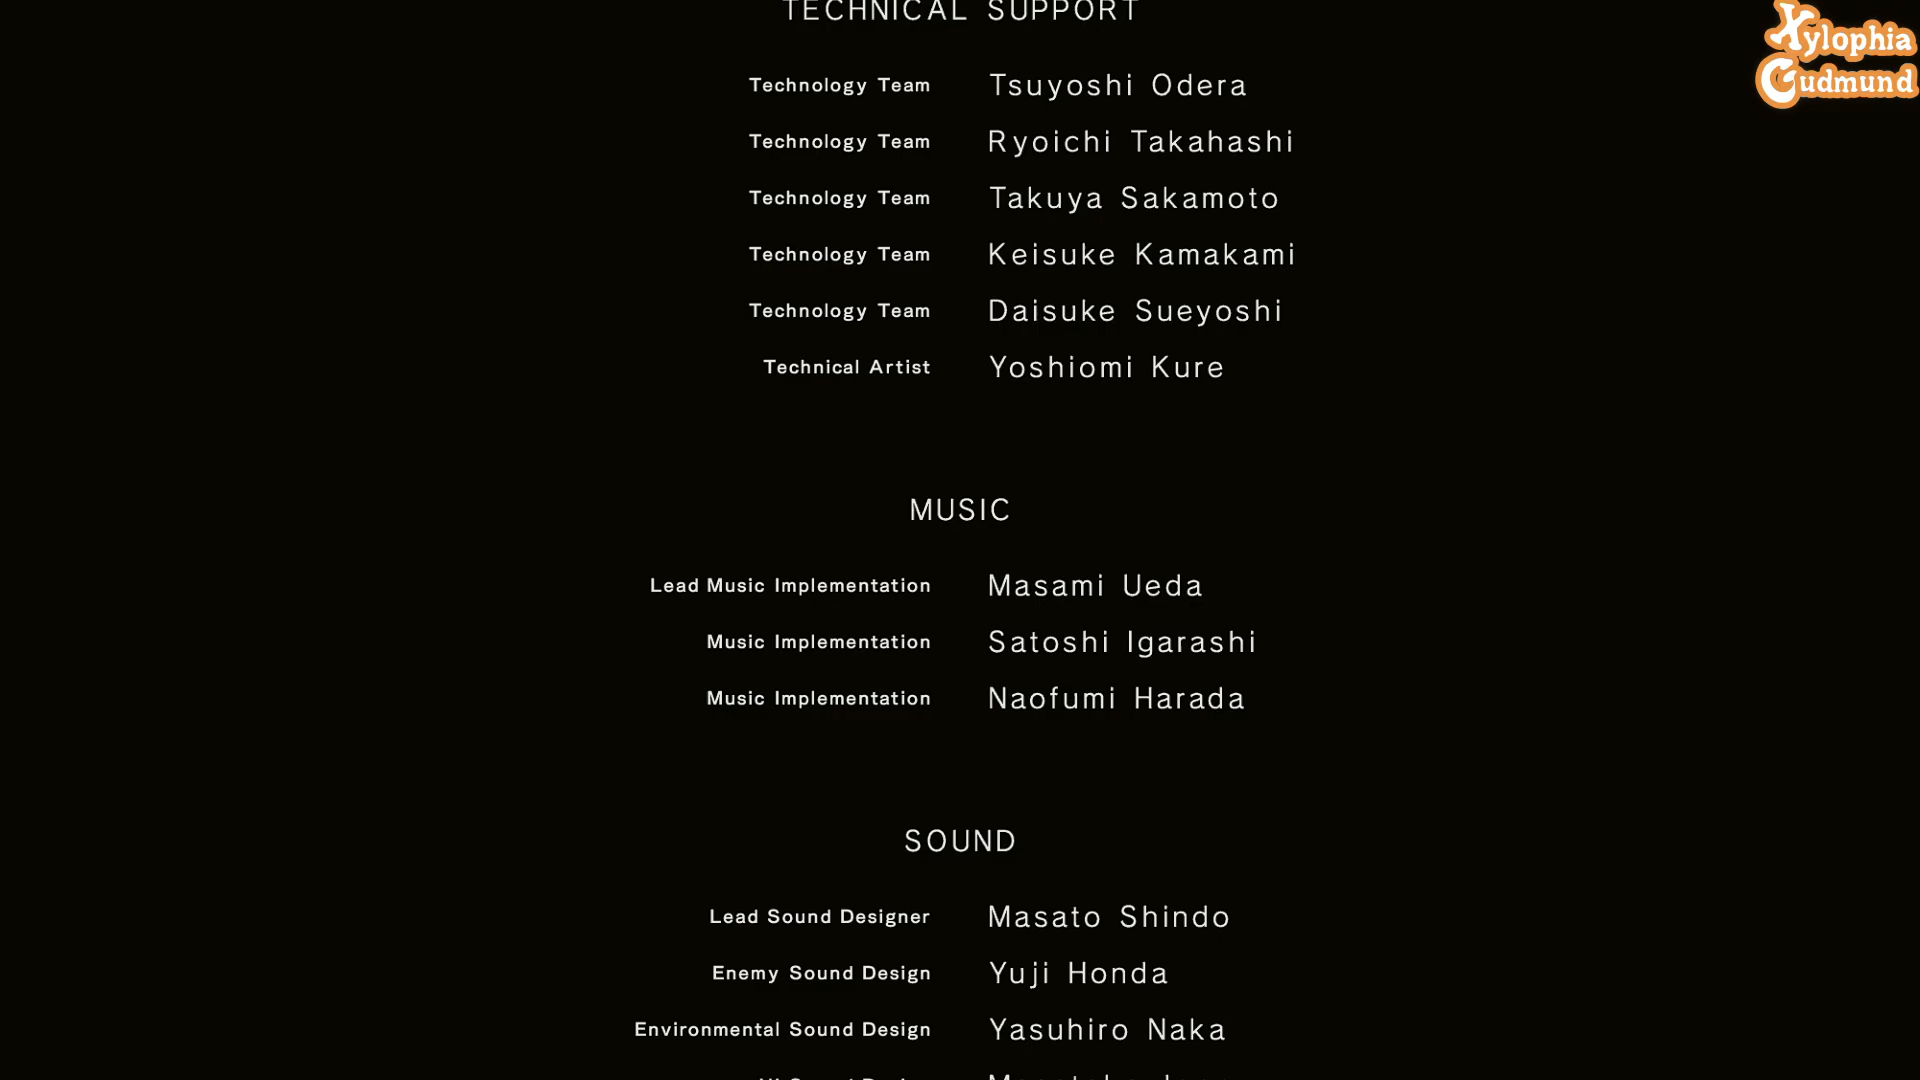 TECHNICAL SUPPORT
Xylophia
Gudmund
Technology Team Tsuyoshi Odera
Technology Team Ryoichi Takahashi
Technology Team Takuya Sakamoto
Technology Team Keisuke Kamakami
Technology Team Daisuke Sueyoshi
Technical Artist Yoshiomi Kure
MUSIC
Lead Music Implementation Masami Ueda
Music Implementation Satoshi Igarashi
Music Implementation Naofumi Harada
SOUND
Lead Sound Designer Masato Shindo
Enemy Sound Design Yuji Honda
Environmental Sound Design Yasuhiro Naka